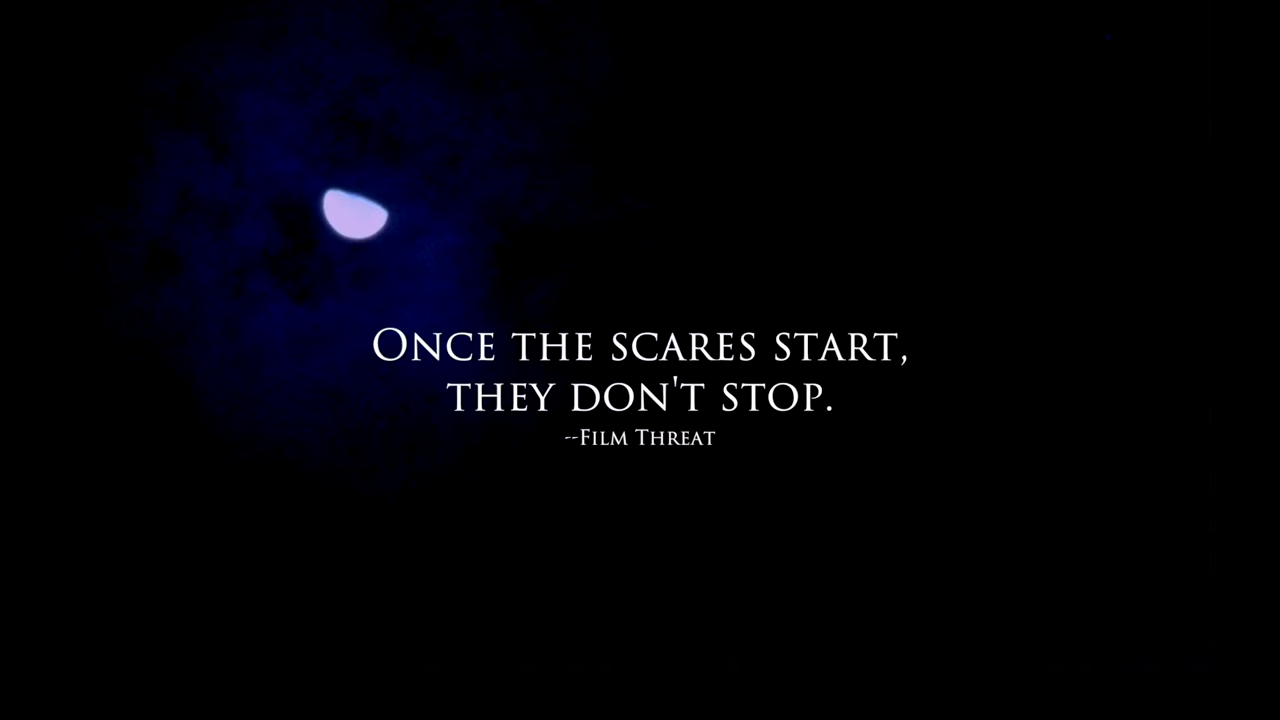 Once the scares start,
they don't stop.
--Film Threat